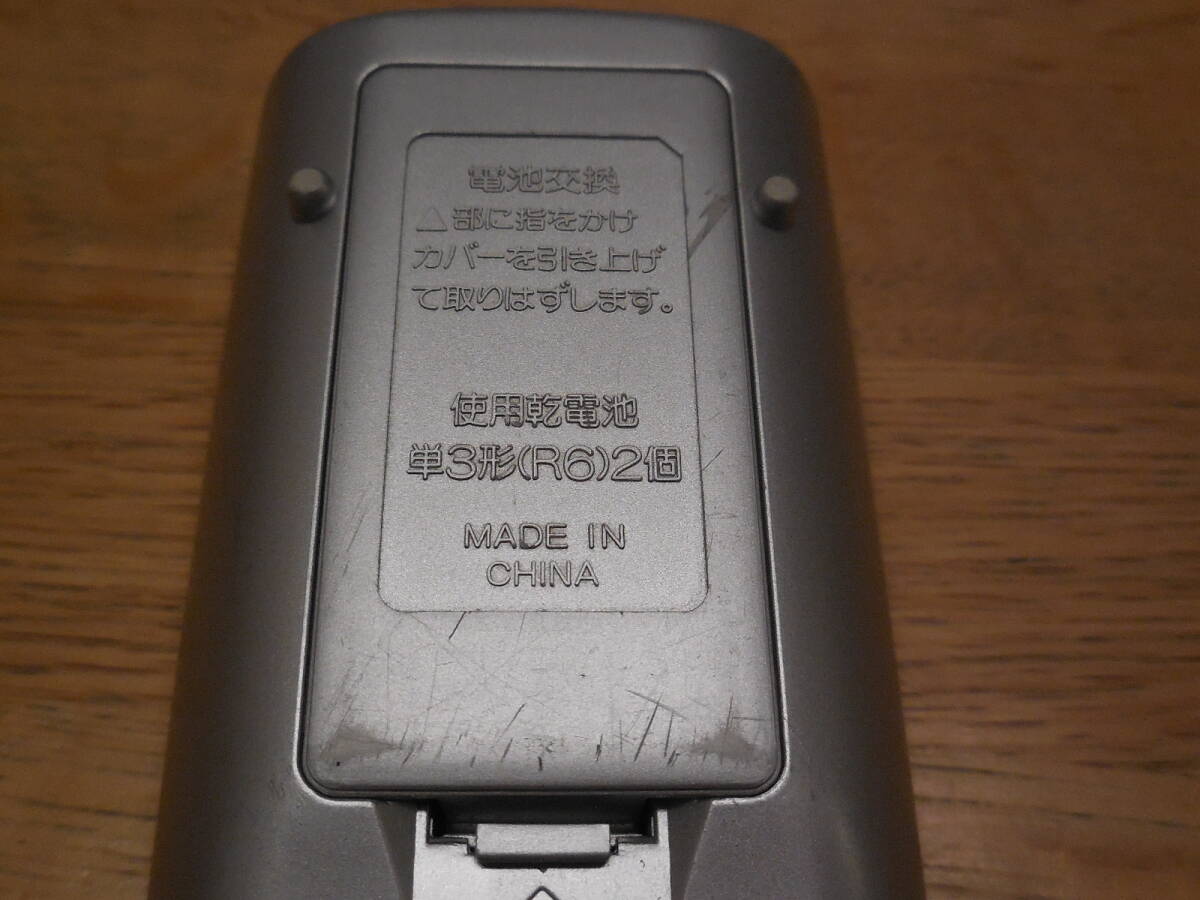 電池交換
△部に指をかけ
カバーを引き上げ
て取りはずします。
使用乾電池
単3形(R6)2個
MADE IN
CHINA